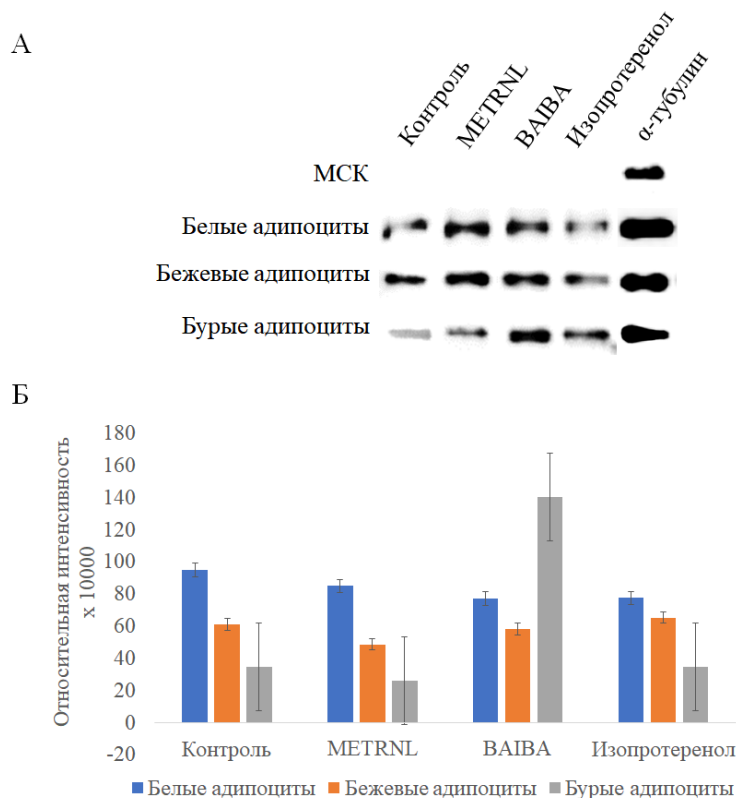 А
Контроль METRNL BAIBA Изопротеренол α-тубулин
МСК
Белые адипоциты
Бежевые адипоциты
Бурые адипоциты
Б
Относительная интенсивность
x 10000
180
160
140
120
100
80
60
40
20
0
-20
Контроль METRNL BAIBA Изопротеренол
Белые адипоциты Бежевые адипоциты Бурые адипоциты